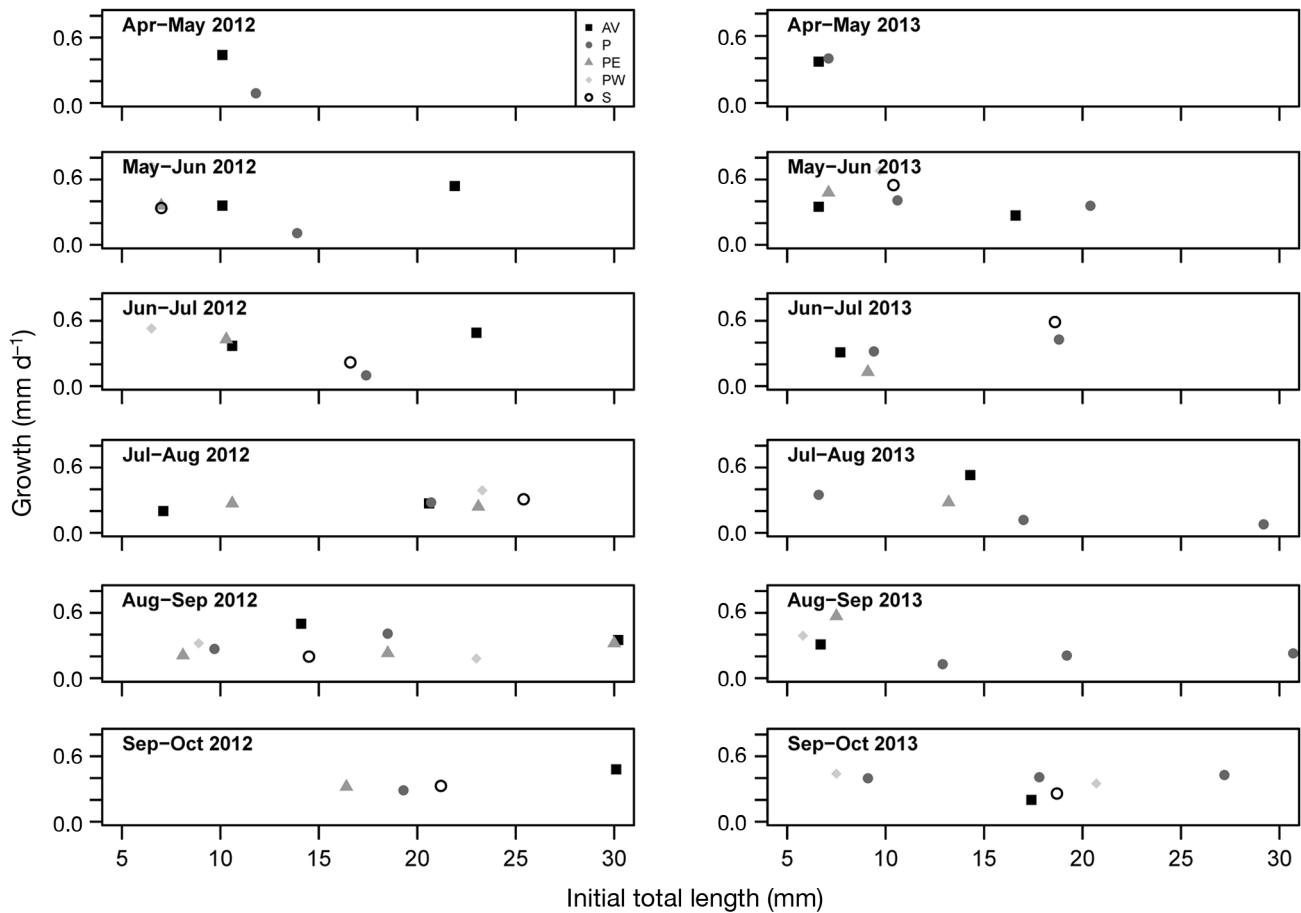 Apr−May 2012
0.6
0.0
AV
P
PE
PW
S
Apr−May 2013
0.6
0.0
May−Jun 2012
0.6
0.0
May−Jun 2013
0.6
0.0
Jun−Jul 2012
0.6
0.0
Jun−Jul 2013
0.6
0.0
Growth (mm d⁻¹)
Jul−Aug 2012
0.6
0.0
Jul−Aug 2013
0.6
0.0
Aug−Sep 2012
0.6
0.0
Aug−Sep 2013
0.6
0.0
Sep−Oct 2012
0.6
0.0
Sep−Oct 2013
0.6
0.0
5 10 15 20 25 30
5 10 15 20 25 30
Initial total length (mm)